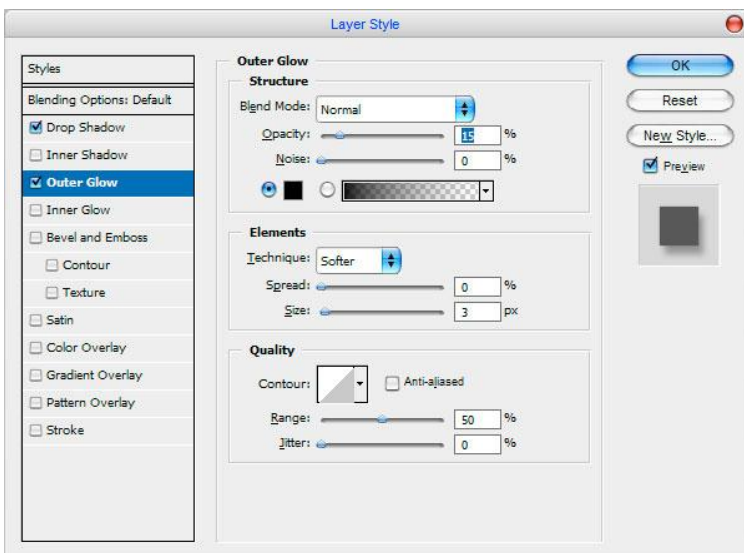 Layer Style
Styles
Blending Options: Default
Drop Shadow
Inner Shadow
Outer Glow
Inner Glow
Bevel and Emboss
Contour
Texture
Satin
Color Overlay
Gradient Overlay
Pattern Overlay
Stroke
Outer Glow
Structure
Blend Mode: Normal
Opacity: 15 %
Noise: 0 %
Elements
Technique: Softer
Spread: 0 %
Size: 3 px
Quality
Contour: Anti-aliased
Range: 50 %
Jitter: 0 %
OK
Reset
New Style...
Preview